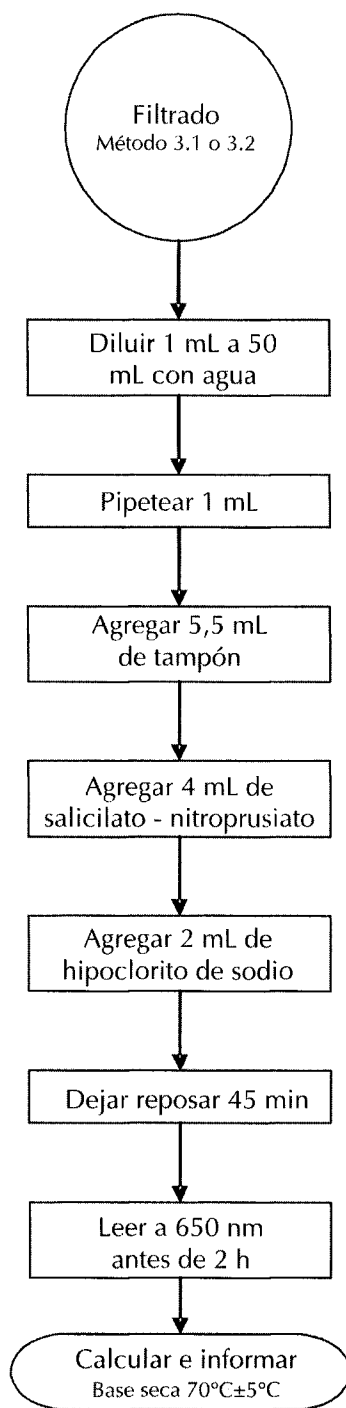 Filtrado
Método 3.1 o 3.2
Diluir 1 mL a 50
mL con agua
Pipetear 1 mL
Agregar 5,5 mL
de tampón
Agregar 4 mL de
salicilato - nitroprusiato
Agregar 2 mL de
hipoclorito de sodio
Dejar reposar 45 min
Leer a 650 nm
antes de 2 h
Calcular e informar
Base seca 70°C±5°C